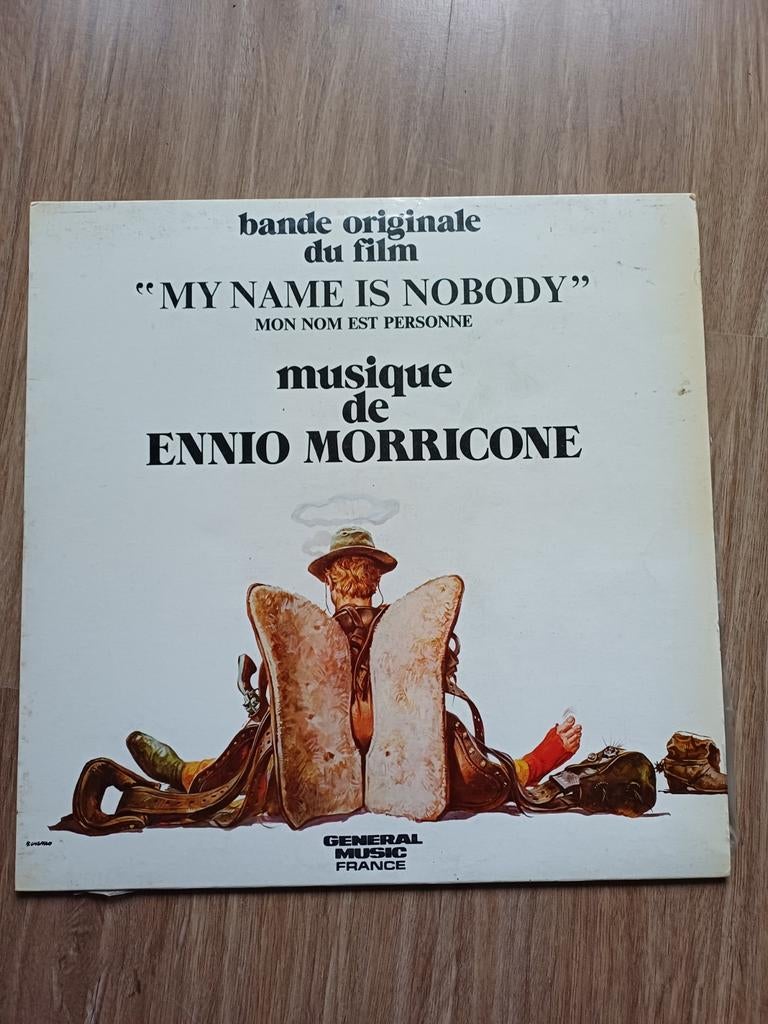 bande originale
du film
“MY NAME IS NOBODY”
MON NOM EST PERSONNE
musique
de
ENNIO MORRICONE
GENERAL
MUSIC
FRANCE